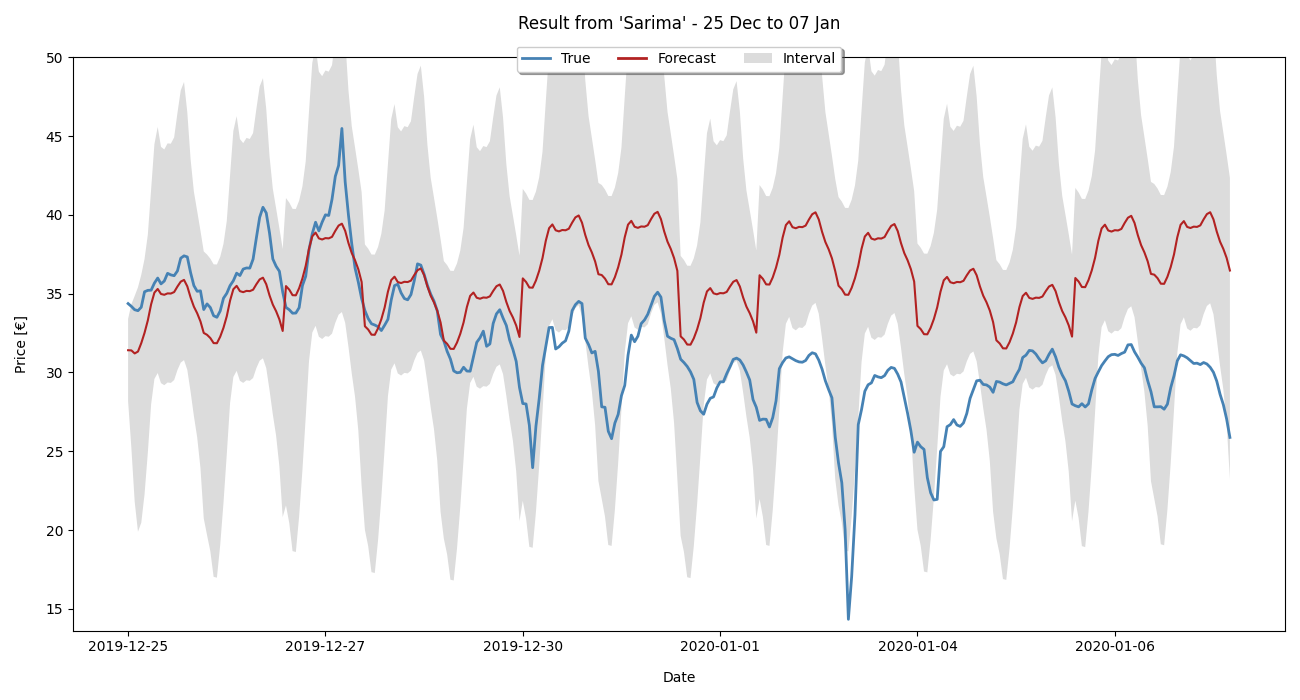 Result from 'Sarima' - 25 Dec to 07 Jan
True Forecast Interval
50
45
40
35
30
25
20
15
Price [€]
2019-12-25 2019-12-27 2019-12-30 2020-01-01 2020-01-04 2020-01-06
Date